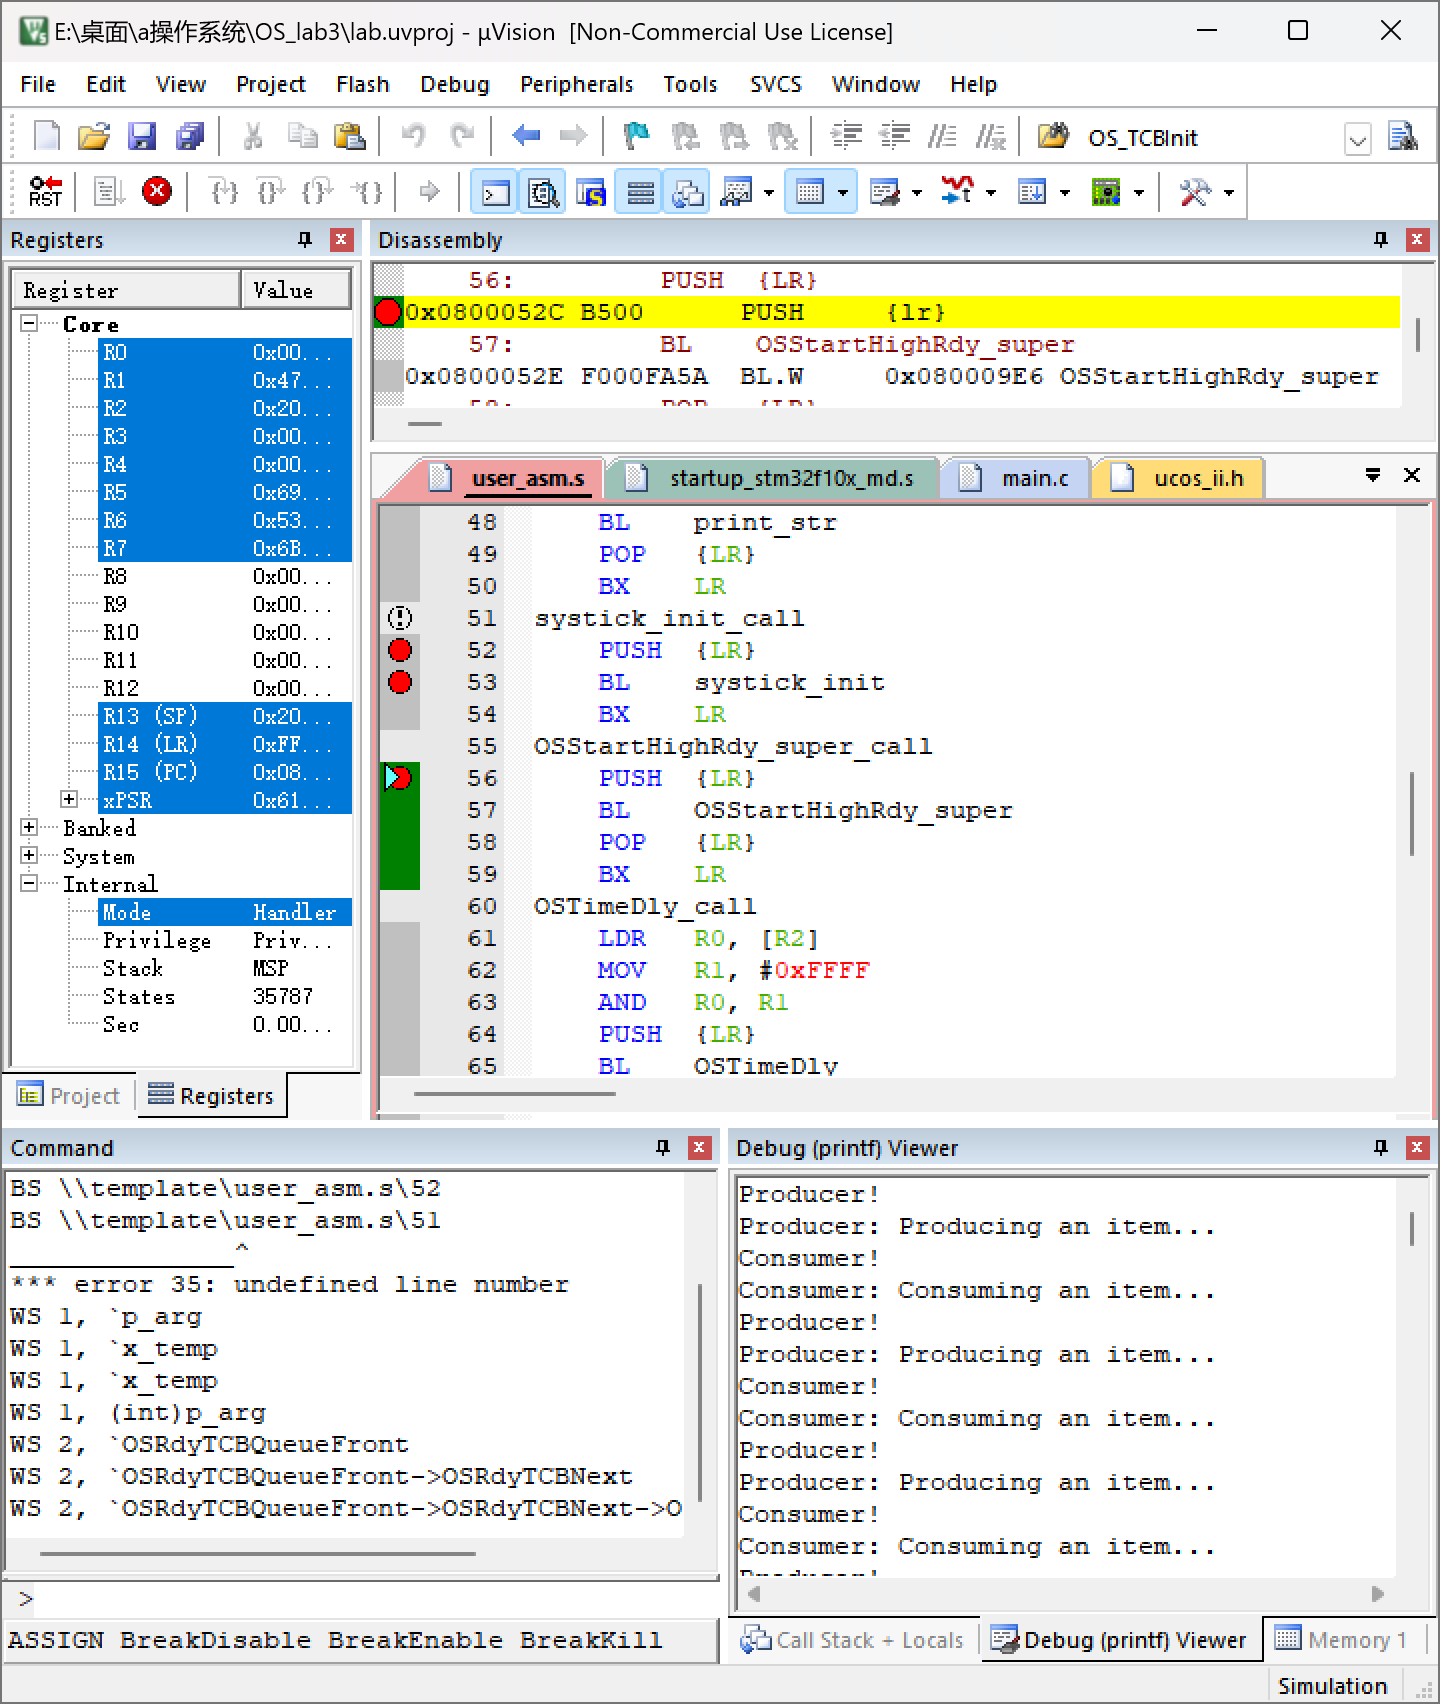 E:\桌面\a操作系统\OS_lab3\lab.uvproj - µVision  [Non-Commercial Use License]
File Edit View Project Flash Debug Peripherals Tools SVCS Window Help
OS_TCBInit
RST
Registers
Register Value
Core
R0 0x00...
R1 0x47...
R2 0x20...
R3 0x00...
R4 0x00...
R5 0x69...
R6 0x53...
R7 0x6B...
R8 0x00...
R9 0x00...
R10 0x00...
R11 0x00...
R12 0x00...
R13 (SP) 0x20...
R14 (LR) 0xFF...
R15 (PC) 0x08...
xPSR 0x61...
Banked
System
Internal
Mode Handler
Privilege Priv...
Stack MSP
States 35787
Sec 0.00...
Project Registers
Disassembly
56: PUSH {LR}
0x0800052C B500 PUSH {lr}
57: BL OSStartHighRdy_super
0x0800052E F000FA5A BL.W 0x080009E6 OSStartHighRdy_super
58: POP {LR}
user_asm.s startup_stm32f10x_md.s main.c ucos_ii.h
48 BL print_str
49 POP {LR}
50 BX LR
51 systick_init_call
52 PUSH {LR}
53 BL systick_init
54 BX LR
55 OSStartHighRdy_super_call
56 PUSH {LR}
57 BL OSStartHighRdy_super
58 POP {LR}
59 BX LR
60 OSTimeDly_call
61 LDR R0, [R2]
62 MOV R1, #0xFFFF
63 AND R0, R1
64 PUSH {LR}
65 BL OSTimeDly
Command
BS \\template\user_asm.s\52
BS \\template\user_asm.s\51
______________^
*** error 35: undefined line number
WS 1, `p_arg
WS 1, `x_temp
WS 1, `x_temp
WS 1, (int)p_arg
WS 2, `OSRdyTCBQueueFront
WS 2, `OSRdyTCBQueueFront->OSRdyTCBNext
WS 2, `OSRdyTCBQueueFront->OSRdyTCBNext->O
>
ASSIGN BreakDisable BreakEnable BreakKill
Debug (printf) Viewer
Producer!
Producer: Producing an item...
Consumer!
Consumer: Consuming an item...
Producer!
Producer: Producing an item...
Consumer!
Consumer: Consuming an item...
Producer!
Producer: Producing an item...
Consumer!
Consumer: Consuming an item...
Producer!
Call Stack + Locals Debug (printf) Viewer Memory 1
Simulation